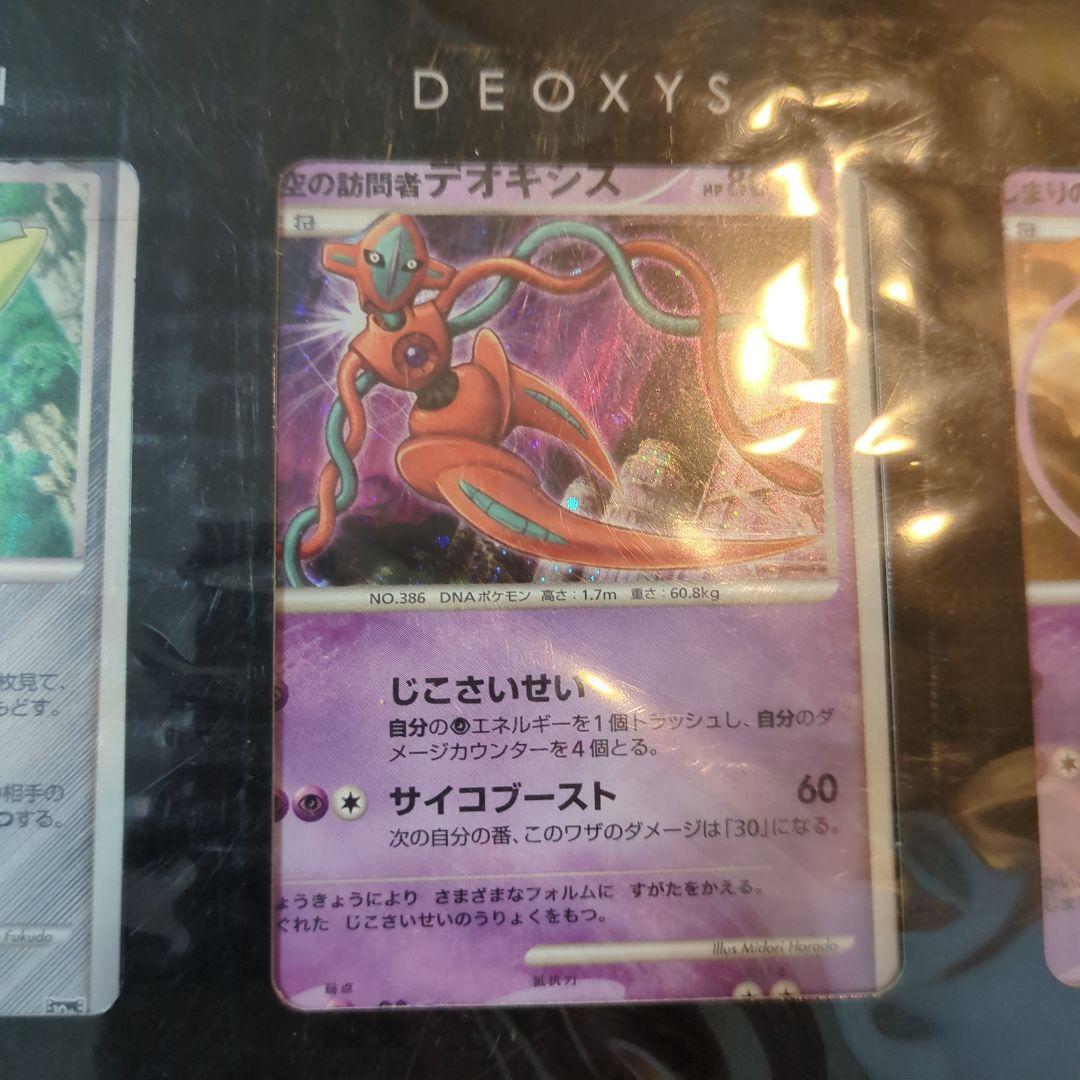 DEOXYS
空の訪問者デオキシス HP 80
NO.386 DNAポケモン 高さ：1.7m 重さ：60.8kg
じこさいせい
自分のエネルギーを1個トラッシュし、自分のダ
メージカウンターを4個とる。
サイコブースト 60
次の自分の番、このワザのダメージは「30」になる。
ょうきょうにより さまざまなフォルムに すがたをかえる。
ぐれた じこさいせいのうりょくをもつ。
Illus. Midori Harada
弱点 抵抗力
枚見て、
らどす。
相手の
つする。
Fukuda
しまりの